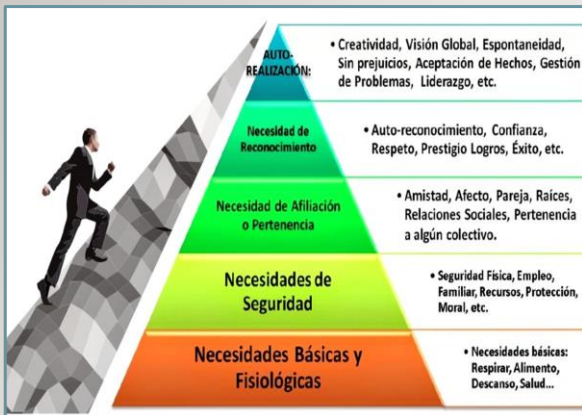 AUTO-
REALIZACIÓN:
• Creatividad, Visión Global, Espontaneidad,
Sin prejuicios, Aceptación de Hechos, Gestión
de Problemas, Liderazgo, etc.
Necesidad de
Reconocimiento
• Auto-reconocimiento, Confianza,
Respeto, Prestigio Logros, Éxito, etc.
Necesidad de Afiliación
o Pertenencia
• Amistad, Afecto, Pareja, Raíces,
Relaciones Sociales, Pertenencia
a algún colectivo.
Necesidades de
Seguridad
• Seguridad Física, Empleo,
Familiar, Recursos, Protección,
Moral, etc.
Necesidades Básicas y
Fisiológicas
• Necesidades básicas:
Respirar, Alimento,
Descanso, Salud...